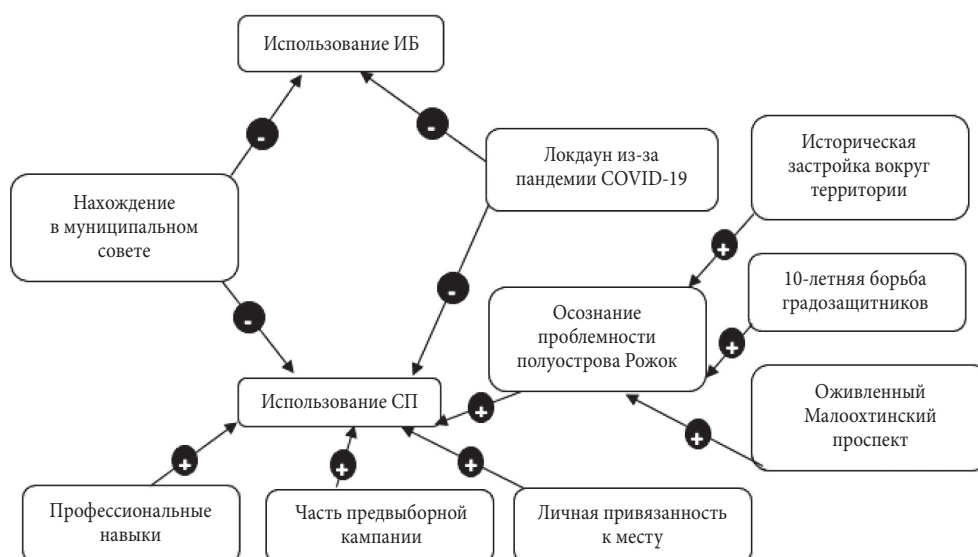 Использование ИБ
-
-
Локдаун из-за
пандемии COVID-19
Историческая
застройка вокруг
территории
Нахождение
в муниципальном
совете
+
-
-
10-летняя борьба
градозащитников
Осознание
проблемности
полуострова Рожок
+
Использование СП
+
Оживленный
Малоохтинский
проспект
+
+
+
+
Профессиональные
навыки
Часть предвыборной
кампании
Личная привязанность
к месту